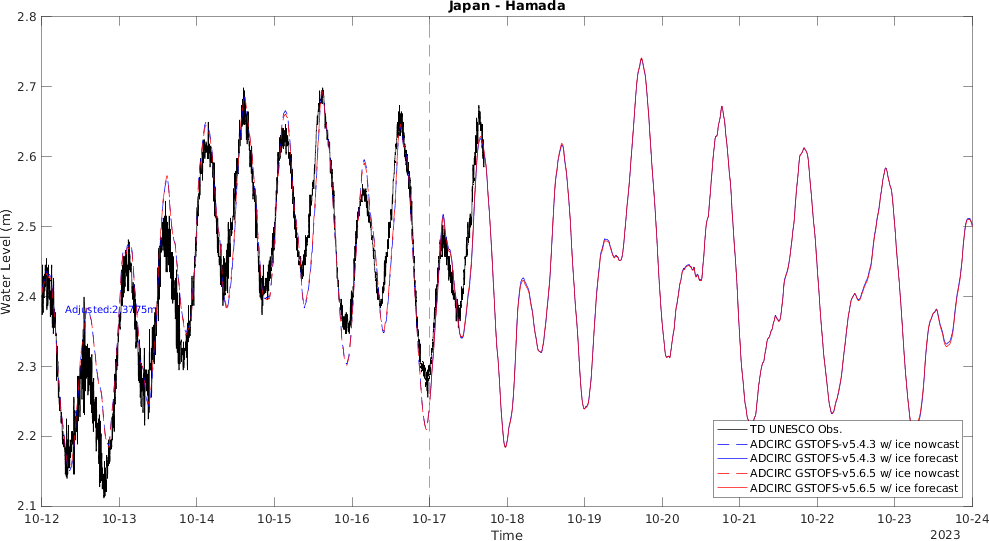 Japan - Hamada
Water Level (m)
2.8
2.7
2.6
2.5
2.4
2.3
2.2
2.1
Adjusted:2.3775m
TD UNESCO Obs.
ADCIRC GSTOFS-v5.4.3 w/ ice nowcast
ADCIRC GSTOFS-v5.4.3 w/ ice forecast
ADCIRC GSTOFS-v5.6.5 w/ ice nowcast
ADCIRC GSTOFS-v5.6.5 w/ ice forecast
10-12 10-13 10-14 10-15 10-16 10-17 10-18 10-19 10-20 10-21 10-22 10-23 10-24
Time
2023